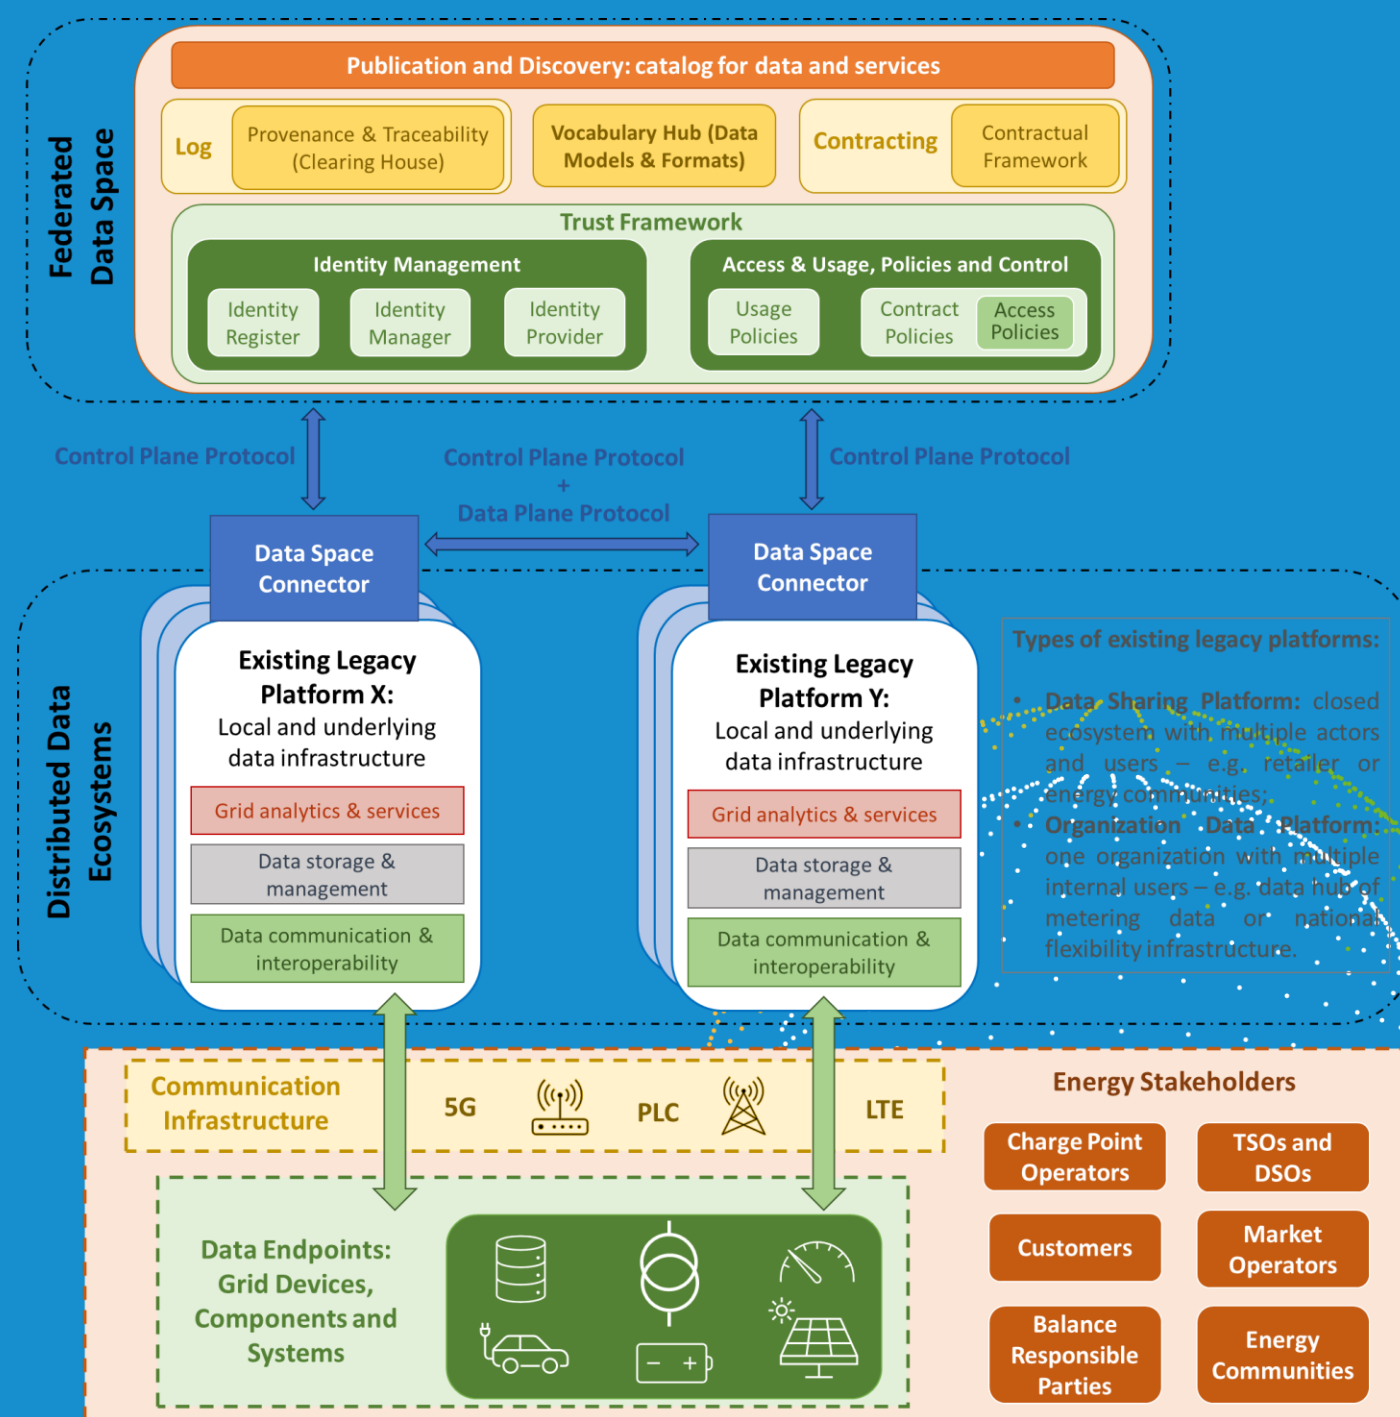 Publication and Discovery: catalog for data and services
Log
Provenance & Traceability
(Clearing House)
Vocabulary Hub (Data
Models & Formats)
Contracting
Contractual
Framework
Federated
Data Space
Trust Framework
Identity Management
Identity
Register
Identity
Manager
Identity
Provider
Access & Usage, Policies and Control
Usage
Policies
Contract
Policies
Access
Policies
Control Plane Protocol
Control Plane Protocol
+
Data Plane Protocol
Control Plane Protocol
Data Space
Connector
Data Space
Connector
Distributed Data
Ecosystems
Existing Legacy
Platform X:
Local and underlying
data infrastructure
Grid analytics & services
Data storage &
management
Data communication &
interoperability
Existing Legacy
Platform Y:
Local and underlying
data infrastructure
Grid analytics & services
Data storage &
management
Data communication &
interoperability
Types of existing legacy platforms:
• Data Sharing Platform: closed
ecosystem with multiple actors
and users – e.g. retailer or
energy communities;
• Organization Data Platform:
one organization with multiple
internal users – e.g. data hub of
metering data or national
flexibility infrastructure.
Communication
Infrastructure
5G
PLC
LTE
Data Endpoints:
Grid Devices,
Components and
Systems
Energy Stakeholders
Charge Point
Operators
TSOs and
DSOs
Customers
Market
Operators
Balance
Responsible
Parties
Energy
Communities